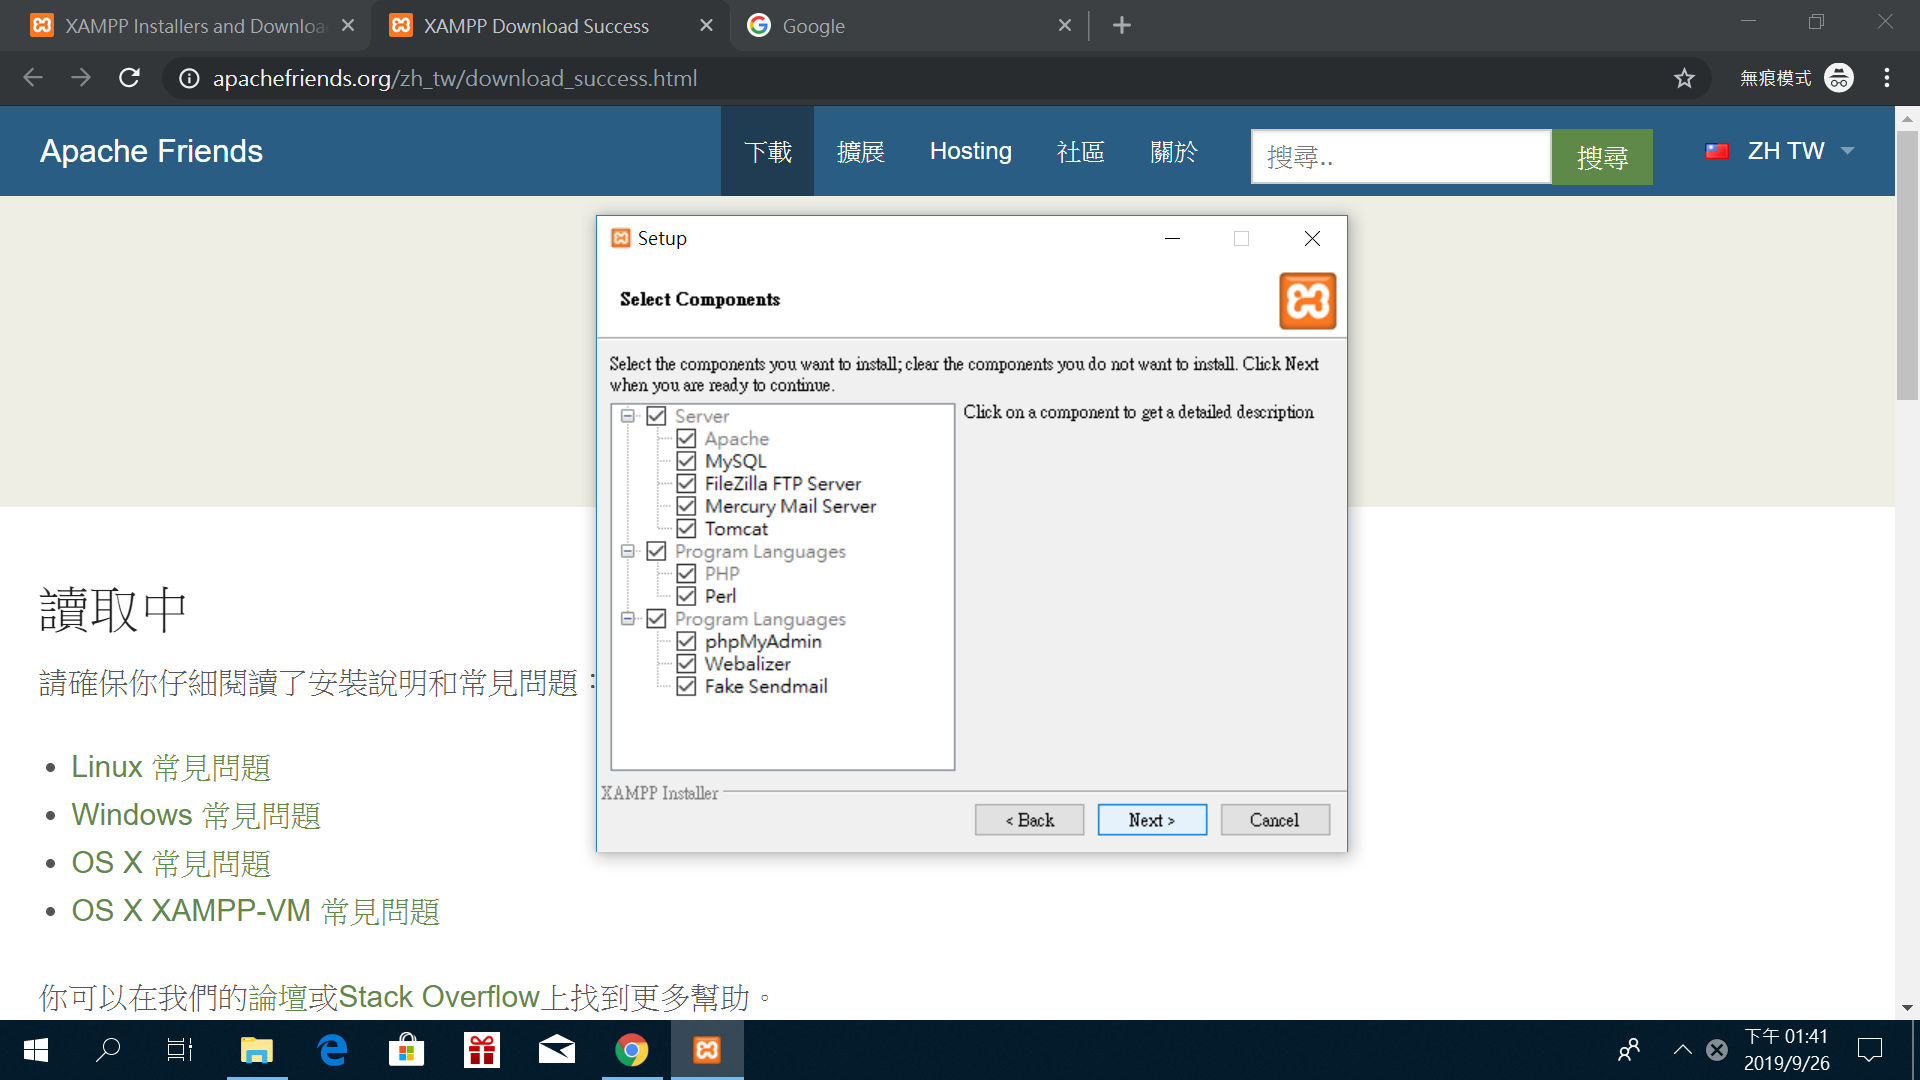 XAMPP Installers and Downloa
XAMPP Download Success
Google
apachefriends.org/zh_tw/download_success.html
無痕模式
Apache Friends
下載
擴展
Hosting
社區
關於
搜尋..
搜尋
ZH TW
Setup
Select Components
Select the components you want to install; clear the components you do not want to install. Click Next
when you are ready to continue.
Server
Apache
MySQL
FileZilla FTP Server
Mercury Mail Server
Tomcat
Program Languages
PHP
Perl
Program Languages
phpMyAdmin
Webalizer
Fake Sendmail
Click on a component to get a detailed description
XAMPP Installer
< Back
Next >
Cancel
讀取中
請確保你仔細閱讀了安裝說明和常見問題：
Linux 常見問題
Windows 常見問題
OS X 常見問題
OS X XAMPP-VM 常見問題
你可以在我們的論壇或Stack Overflow上找到更多幫助。
下午 01:41
2019/9/26